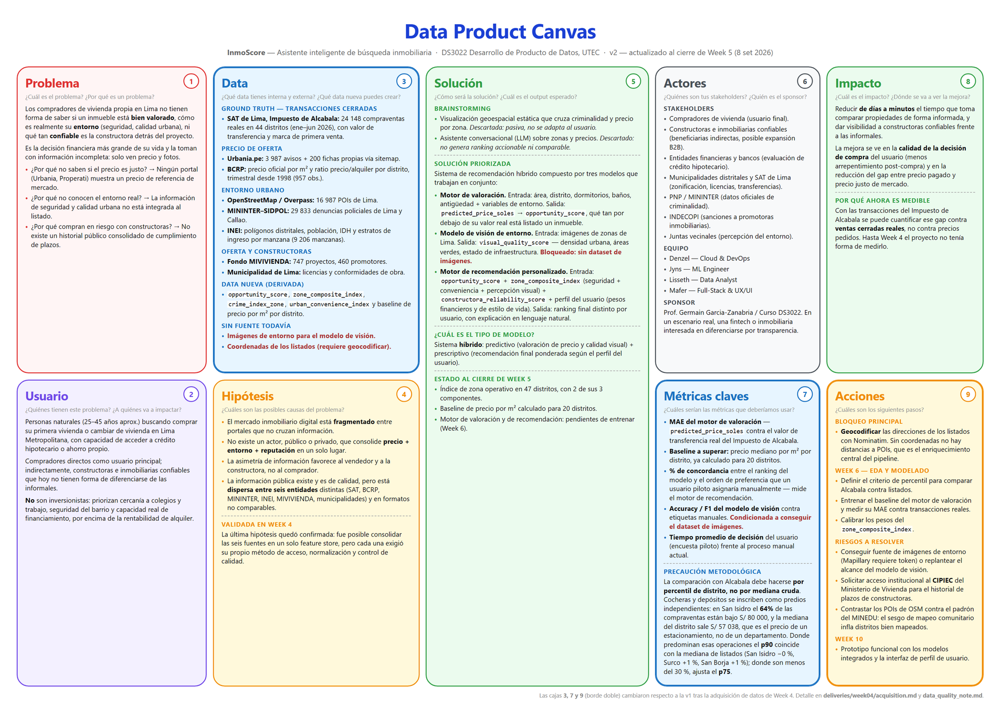 Data Product Canvas
InmoScore — Asistente inteligente de búsqueda inmobiliaria · DS3022 Desarrollo de Producto de Datos, UTEC · v2 — actualizado al cierre de Week 5 (8 set 2026)
Problema
1
¿Cuál es el problema? ¿Por qué es un problema?
Los compradores de vivienda propia en Lima no tienen
forma de saber si un inmueble está bien valorado, cómo
es realmente su entorno (seguridad, calidad urbana), ni
qué tan confiable es la constructora detrás del proyecto.
Es la decisión financiera más grande de su vida y la toman
con información incompleta: solo ven precio y fotos.
• ¿Por qué no saben si el precio es justo? → Ningún portal
(Urbania, Properati) muestra un precio de referencia de
mercado.
• ¿Por qué no conocen el entorno real? → La información
de seguridad y calidad urbana no está integrada al
listado.
• ¿Por qué compran en riesgo con constructoras? → No
existe un historial público consolidado de cumplimiento
de plazos.
Usuario
2
¿Quiénes tienen este problema? ¿A quiénes va a impactar?
Personas naturales (25–45 años aprox.) buscando comprar
su primera vivienda o cambiar de vivienda en Lima
Metropolitana, con capacidad de acceder a crédito
hipotecario o ahorro propio.
Compradores directos como usuario principal;
indirectamente, constructoras e inmobiliarias confiables
que hoy no tienen forma de diferenciarse de las
informales.
No son inversionistas: priorizan cercanía a colegios y
trabajo, seguridad del barrio y capacidad real de
financiamiento, por encima de la rentabilidad de alquiler.
Data
3
¿Qué data tienes interna y externa? ¿Qué data nueva puedes crear?
GROUND TRUTH — TRANSACCIONES CERRADAS
• SAT de Lima, Impuesto de Alcabala: 24 148 compraventas
reales en 44 distritos (ene–jun 2026), con valor de
transferencia y marca de primera venta.
PRECIO DE OFERTA
• Urbania.pe: 3 987 avisos + 200 fichas propias vía sitemap.
• BCRP: precio oficial por m² y ratio precio/alquiler por distrito,
trimestral desde 1998 (957 obs.).
ENTORNO URBANO
• OpenStreetMap / Overpass: 16 987 POIs de Lima.
• MININTER–SIDPOL: 29 833 denuncias policiales de Lima y
Callao.
• INEI: polígonos distritales, población, IDH y estratos de
ingreso por manzana (9 206 manzanas).
OFERTA Y CONSTRUCTORAS
• Fondo MIVIVIENDA: 747 proyectos, 460 promotores.
• Municipalidad de Lima: licencias y conformidades de obra.
DATA NUEVA (DERIVADA)
• opportunity_score, zone_composite_index,
crime_index_zone, urban_convenience_index y baseline de
precio por m² por distrito.
SIN FUENTE TODAVÍA
• Imágenes de entorno para el modelo de visión.
• Coordenadas de los listados (requiere geocodificar).
Hipótesis
4
¿Cuáles son las posibles causas del problema?
• El mercado inmobiliario digital está fragmentado entre
portales que no cruzan información.
• No existe un actor, público o privado, que consolide precio +
entorno + reputación en un solo lugar.
• La asimetría de información favorece al vendedor y a la
constructora, no al comprador.
• La información pública existe y es de calidad, pero está
dispersa entre seis entidades distintas (SAT, BCRP,
MININTER, INEI, MIVIVIENDA, municipalidades) y en formatos
no comparables.
VALIDADA EN WEEK 4
La última hipótesis quedó confirmada: fue posible consolidar
las seis fuentes en un solo feature store, pero cada una exigió
su propio método de acceso, normalización y control de
calidad.
Solución
5
¿Cómo será la solución? ¿Cuál es el output esperado?
BRAINSTORMING
• Visualización geoespacial estática que cruza criminalidad y precio
por zona. Descartada: pasiva, no se adapta al usuario.
• Asistente conversacional (LLM) sobre zonas y precios. Descartado:
no genera ranking accionable ni comparable.
SOLUCIÓN PRIORIZADA
Sistema de recomendación híbrido compuesto por tres modelos que
trabajan en conjunto:
• Motor de valoración. Entrada: área, distrito, dormitorios, baños,
antigüedad + variables de entorno. Salida:
predicted_price_soles → opportunity_score, qué tan por
debajo de su valor real está listado un inmueble.
• Modelo de visión de entorno. Entrada: imágenes de zonas de
Lima. Salida: visual_quality_score — densidad urbana, áreas
verdes, estado de infraestructura. Bloqueado: sin dataset de
imágenes.
• Motor de recomendación personalizado. Entrada:
opportunity_score + zone_composite_index (seguridad +
conveniencia + percepción visual) +
constructora_reliability_score + perfil del usuario (pesos
financieros y de estilo de vida). Salida: ranking final distinto por
usuario, con explicación en lenguaje natural.
¿CUÁL ES EL TIPO DE MODELO?
Sistema híbrido: predictivo (valoración de precio y calidad visual) +
prescriptivo (recomendación final ponderada según el perfil del
usuario).
ESTADO AL CIERRE DE WEEK 5
• Índice de zona operativo en 47 distritos, con 2 de sus 3
componentes.
• Baseline de precio por m² calculado para 20 distritos.
• Motor de valoración y de recomendación: pendientes de entrenar
(Week 6).
Actores
6
¿Quiénes son tus stakeholders? ¿Quién es el sponsor?
STAKEHOLDERS
• Compradores de vivienda (usuario final).
• Constructoras e inmobiliarias confiables
(beneficiarias indirectas, posible expansión
B2B).
• Entidades financieras y bancos (evaluación de
crédito hipotecario).
• Municipalidades distritales y SAT de Lima
(zonificación, licencias, transferencias).
• PNP / MININTER (datos oficiales de
criminalidad).
• INDECOPI (sanciones a promotoras
inmobiliarias).
• Juntas vecinales (percepción del entorno).
EQUIPO
• Denzel — Cloud & DevOps
• Jyns — ML Engineer
• Lisseth — Data Analyst
• Mafer — Full-Stack & UX/UI
SPONSOR
Prof. Germain Garcia-Zanabria / Curso DS3022. En
un escenario real, una fintech o inmobiliaria
interesada en diferenciarse por transparencia.
Métricas claves
7
¿Cuáles serían las métricas que deberíamos usar?
• MAE del motor de valoración —
predicted_price_soles contra el valor de
transferencia real del Impuesto de Alcabala.
• Baseline a superar: precio mediano por m² por
distrito, ya calculado para 20 distritos.
• % de concordancia entre el ranking del
modelo y el orden de preferencia que un
usuario piloto asignaría manualmente — mide
el motor de recomendación.
• Accuracy / F1 del modelo de visión contra
etiquetas manuales. Condicionada a conseguir
el dataset de imágenes.
• Tiempo promedio de decisión del usuario
(encuesta piloto) frente al proceso manual
actual.
PRECAUCIÓN METODOLÓGICA
La comparación con Alcabala debe hacerse por
percentil de distrito, no por mediana cruda.
Cocheras y depósitos se inscriben como predios
independientes: en San Isidro el 64% de las
compraventas están bajo S/ 80 000, y la mediana
del distrito sale S/ 57 038, que es el precio de un
estacionamiento, no de un departamento. Donde
predominan esas operaciones el p90 coincide
con la mediana de listados (San Isidro −0 %,
Surco +1 %, San Borja +1 %); donde son menos
del 30 %, ajusta el p75.
Impacto
8
¿Cuál es el impacto? ¿Dónde se va a ver la mejora?
Reducir de días a minutos el tiempo que toma
comparar propiedades de forma informada, y
dar visibilidad a constructoras confiables frente
a las informales.
La mejora se ve en la calidad de la decisión
de compra del usuario (menos
arrepentimiento post-compra) y en la
reducción del gap entre precio pagado y
precio justo de mercado.
POR QUÉ AHORA ES MEDIBLE
Con las transacciones del Impuesto de
Alcabala se puede cuantificar ese gap contra
ventas cerradas reales, no contra precios
pedidos. Hasta Week 4 el proyecto no tenía
forma de medirlo.
Acciones
9
¿Cuáles son los siguientes pasos?
BLOQUEO PRINCIPAL
• Geocodificar las direcciones de los listados
con Nominatim. Sin coordenadas no hay
distancias a POIs, que es el enriquecimiento
central del pipeline.
WEEK 6 — EDA Y MODELADO
• Definir el criterio de percentil para comparar
Alcabala contra listados.
• Entrenar el baseline del motor de valoración
y medir su MAE contra transacciones reales.
• Calibrar los pesos del
zone_composite_index.
RIESGOS A RESOLVER
• Conseguir fuente de imágenes de entorno
(Mapillary requiere token) o replantear el
alcance del modelo de visión.
• Solicitar acceso institucional al CIPIEC del
Ministerio de Vivienda para el historial de
plazos de constructoras.
• Contrastar los POIs de OSM contra el padrón
del MINEDU: el sesgo de mapeo comunitario
infla distritos bien mapeados.
WEEK 10
• Prototipo funcional con los modelos
integrados y la interfaz de perfil de usuario.
Las cajas 3, 7 y 9 (borde doble) cambiaron respecto a la v1 tras la adquisición de datos de Week 4. Detalle en deliveries/week04/acquisition.md y data_quality_note.md.